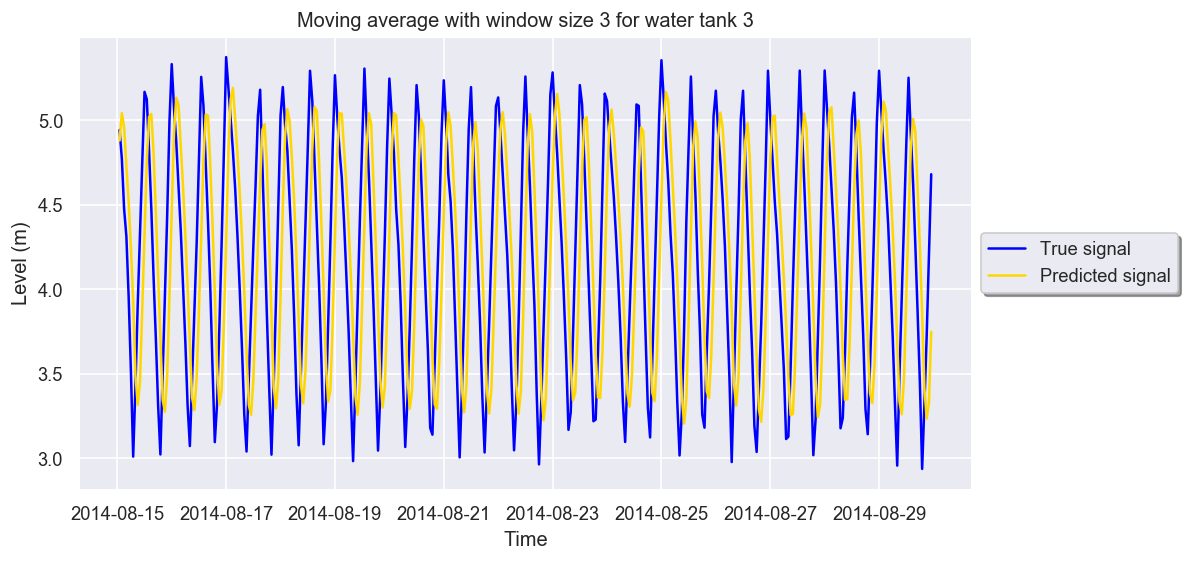 Moving average with window size 3 for water tank 3
Level (m)
5.0
4.5
4.0
3.5
3.0
True signal
Predicted signal
2014-08-15 2014-08-17 2014-08-19 2014-08-21 2014-08-23 2014-08-25 2014-08-27 2014-08-29
Time